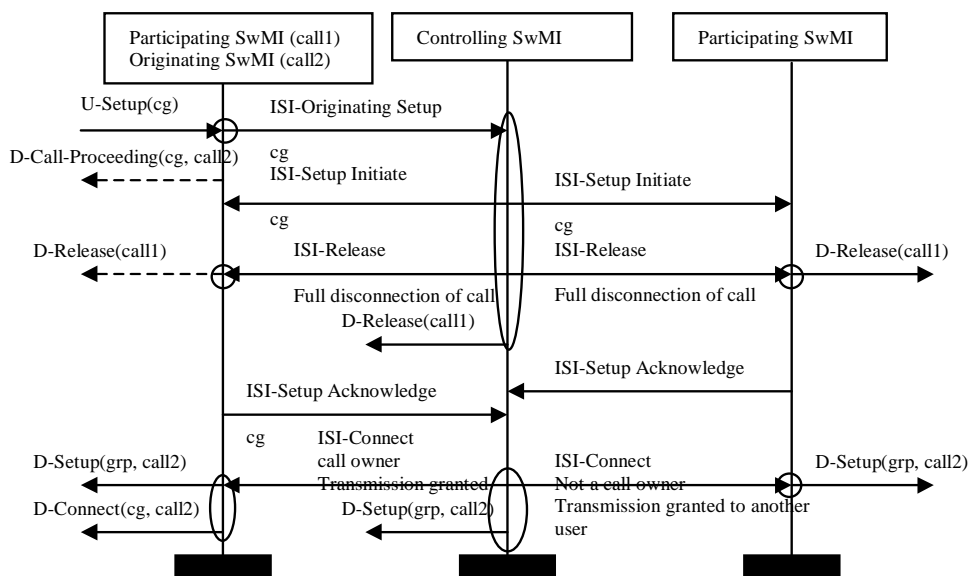 Participating SwMI (call1)
Originating SwMI (call2)
Controlling SwMI
Participating SwMI
U-Setup(cg)
ISI-Originating Setup
D-Call-Proceeding(cg, call2)
cg
ISI-Setup Initiate
ISI-Setup Initiate
cg
cg
D-Release(call1)
ISI-Release
ISI-Release
D-Release(call1)
Full disconnection of call
Full disconnection of call
D-Release(call1)
ISI-Setup Acknowledge
ISI-Setup Acknowledge
cg
ISI-Connect
call owner
Transmission granted
ISI-Connect
Not a call owner
Transmission granted to another
user
D-Setup(grp, call2)
D-Setup(grp, call2)
D-Connect(cg, call2)
D-Setup(grp, call2)